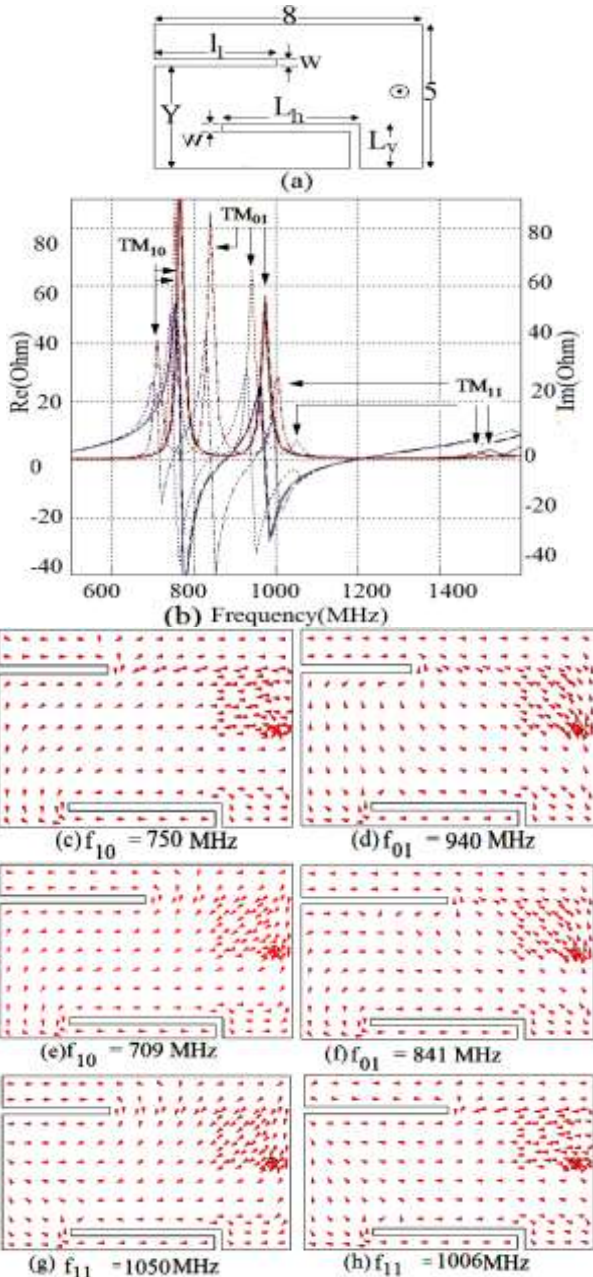 8
l₁
w
Y
L_h
w
L_v
5
(a)
80 80
TM₀₁
TM₁₀
60 60
40 40
TM₁₁
20 20
0 0
-20 -20
-40 -40
Re(Ohm)
Im(Ohm)
600 800 1000 1200 1400
(b) Frequency(MHz)
(c) f₁₀ = 750 MHz (d) f₀₁ = 940 MHz
(e) f₁₀ = 709 MHz (f) f₀₁ = 841 MHz
(g) f₁₁ =1050MHz (h) f₁₁ = 1006MHz